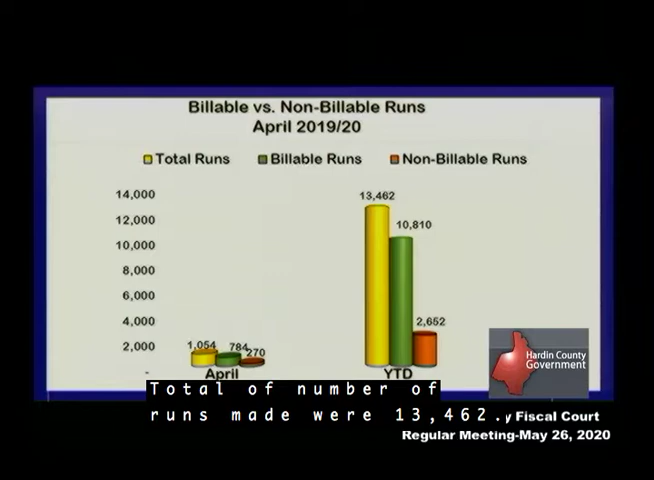 Billable vs. Non-Billable Runs
April 2019/20
Total Runs Billable Runs Non-Billable Runs
14,000
12,000
10,000
8,000
6,000
4,000
2,000
-
13,462
10,810
2,652
1,054
784
270
April YTD
Hardin County
Government
Total of number of
runs made were 13,462.
y Fiscal Court
Regular Meeting-May 26, 2020